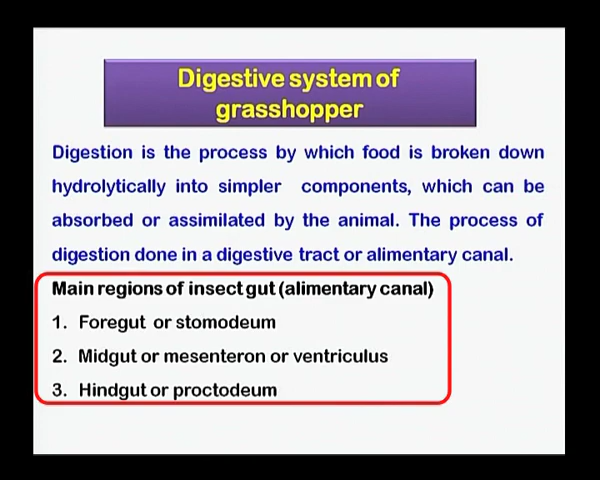 Digestive system of
grasshopper
Digestion is the process by which food is broken down
hydrolytically into simpler components, which can be
absorbed or assimilated by the animal. The process of
digestion done in a digestive tract or alimentary canal.
Main regions of insect gut (alimentary canal)
1. Foregut or stomodeum
2. Midgut or mesenteron or ventriculus
3. Hindgut or proctodeum